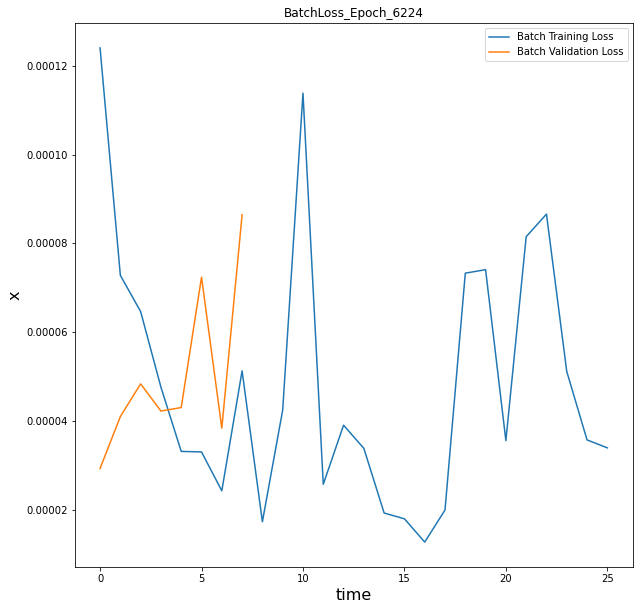 BatchLoss_Epoch_6224
Batch Training Loss
Batch Validation Loss
0.00012
0.00010
0.00008
0.00006
0.00004
0.00002
x
0 5 10 15 20 25
time